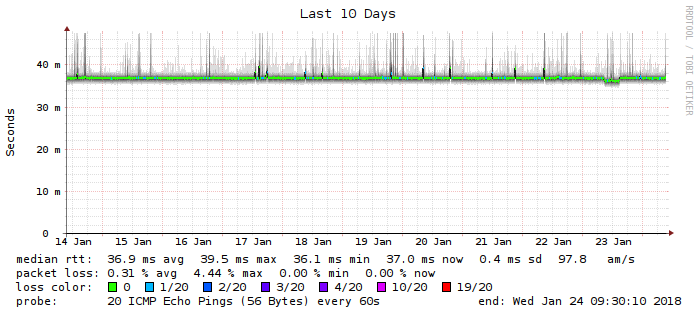 Last 10 Days
RRDTOOL / TOBI OETIKER
Seconds
40 m
30 m
20 m
10 m
0
14 Jan 15 Jan 16 Jan 17 Jan 18 Jan 19 Jan 20 Jan 21 Jan 22 Jan 23 Jan
median rtt: 36.9 ms avg 39.5 ms max 36.1 ms min 37.0 ms now 0.4 ms sd 97.8 am/s
packet loss: 0.31 % avg 4.44 % max 0.00 % min 0.00 % now
loss color: 0 1/20 2/20 3/20 4/20 10/20 19/20
probe: 20 ICMP Echo Pings (56 Bytes) every 60s end: Wed Jan 24 09:30:10 2018